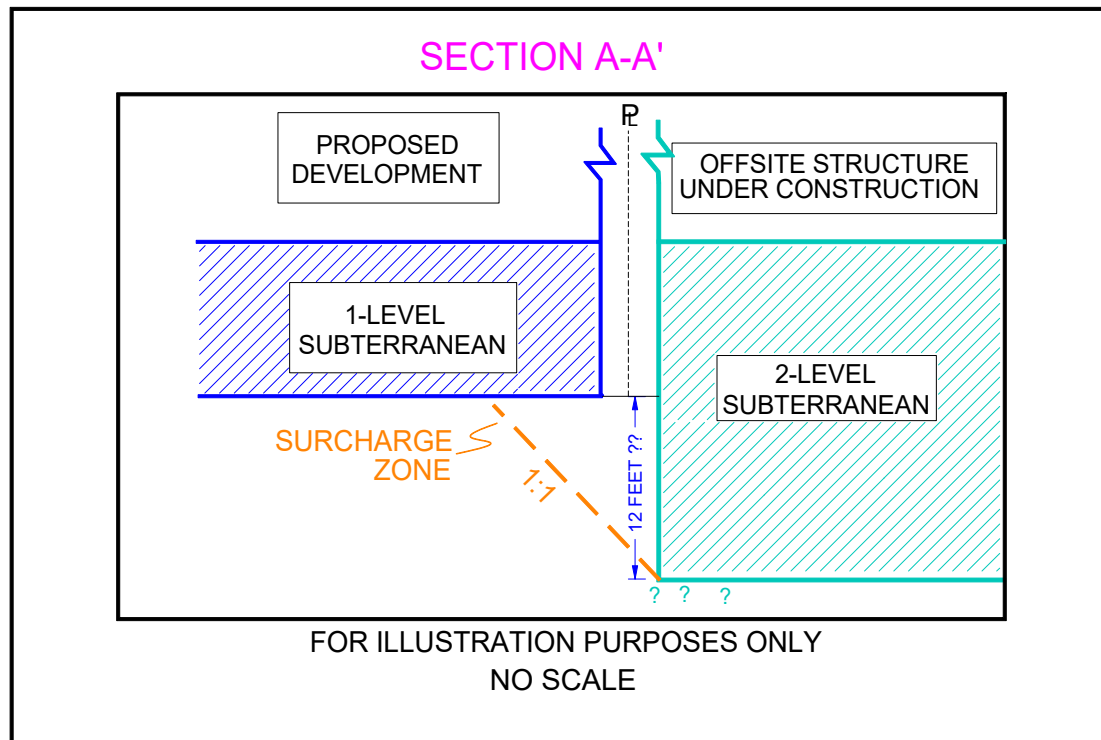 SECTION A-A'
PL
PROPOSED
DEVELOPMENT
OFFSITE STRUCTURE
UNDER CONSTRUCTION
1-LEVEL
SUBTERRANEAN
2-LEVEL
SUBTERRANEAN
SURCHARGE
ZONE
1:1
12 FEET ??
? ? ?
FOR ILLUSTRATION PURPOSES ONLY
NO SCALE